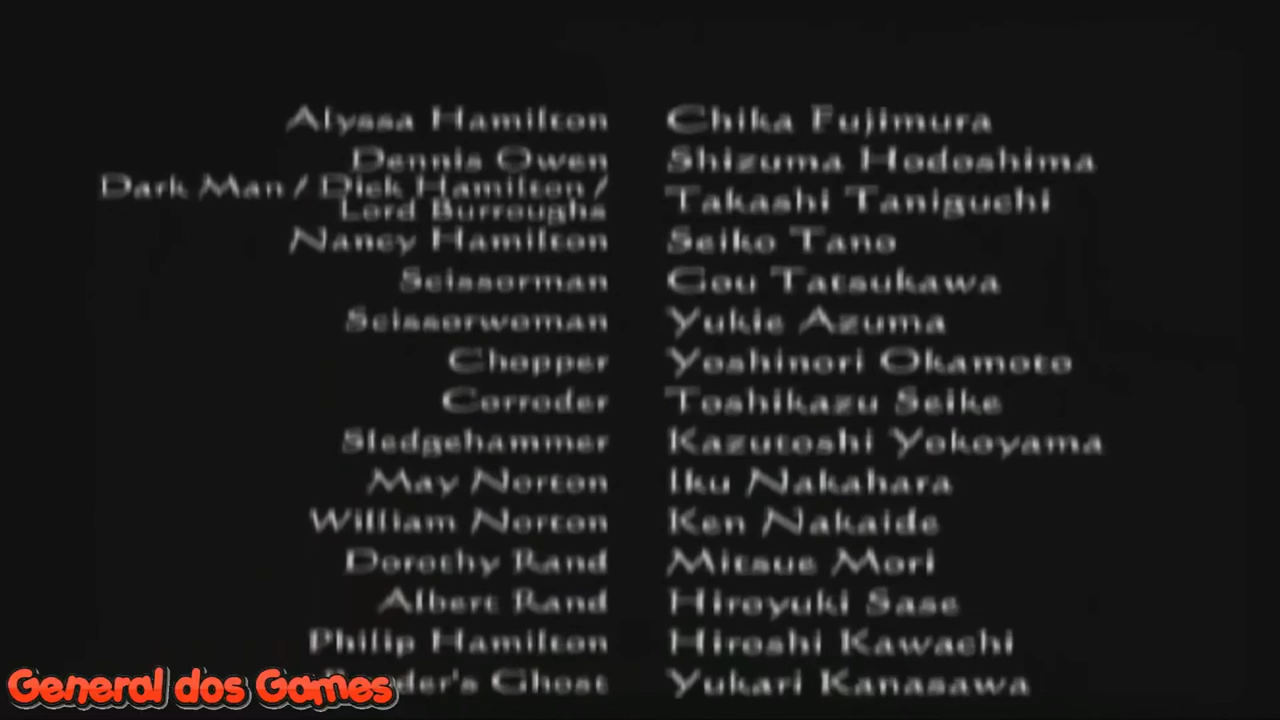 Alyssa Hamilton Chika Fujimura
Dennis Owen Shizuma Hodoshima
Dark Man / Dick Hamilton /
Lord Burroughs Takashi Taniguchi
Nancy Hamilton Seiko Tano
Scissorman Gou Tatsukawa
Scissorwoman Yukie Azuma
Chopper Yoshinori Okamoto
Corroder Toshikazu Seike
Sledgehammer Kazutoshi Yokoyama
May Norton Iku Nakahara
William Norton Ken Nakaide
Dorothy Rand Mitsue Mori
Albert Rand Hiroyuki Sase
Philip Hamilton Hiroshi Kawachi
Ghost Yukari Kanasawa
General dos Games